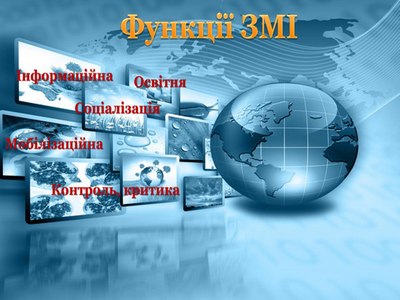 Функції ЗМІ
Інформаційна
Освітня
Соціалізація
Мобілізаційна
Контроль, критика